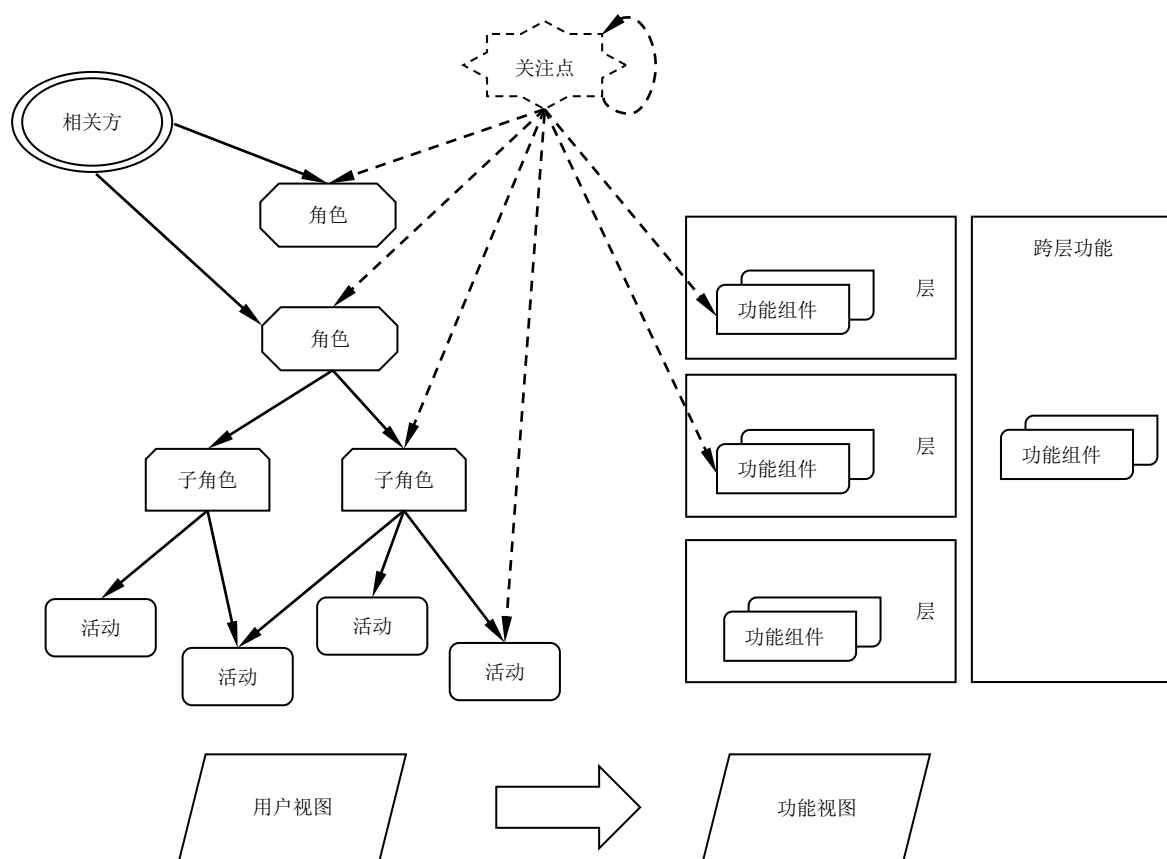 关注点
相关方
角色
跨层功能
层
功能组件
角色
层
功能组件
功能组件
子角色
子角色
层
活动
活动
功能组件
活动
活动
用户视图
功能视图